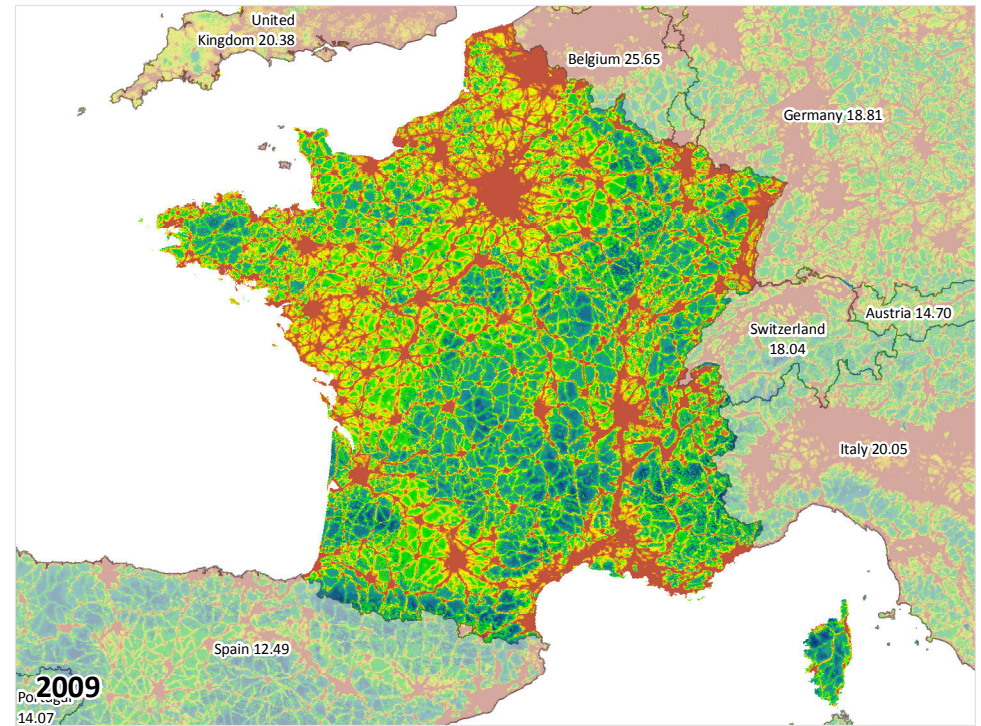 United
Kingdom 20.38
Belgium 25.65
Germany 18.81
Austria 14.70
Switzerland
18.04
Italy 20.05
Spain 12.49
2009
Portugal
14.07